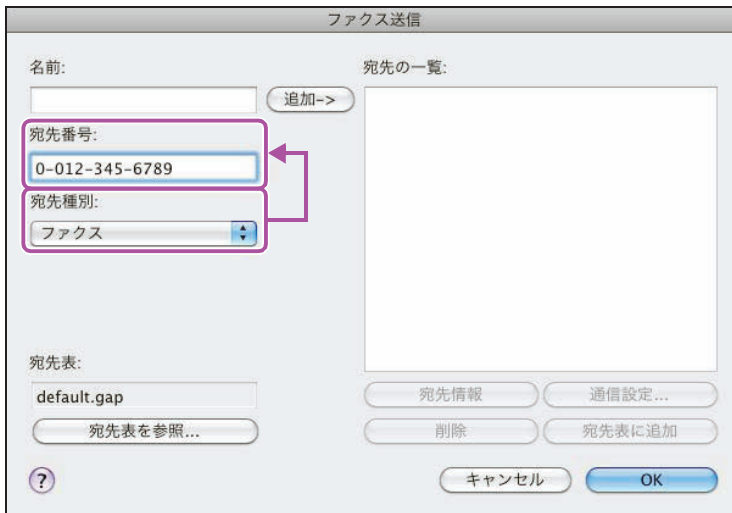 ファクス送信
名前:
追加->
宛先番号:
0-012-345-6789
宛先種別:
ファクス
宛先表:
default.gap
宛先表を参照...
?
宛先の一覧:
宛先情報
通信設定...
削除
宛先表に追加
キャンセル
OK